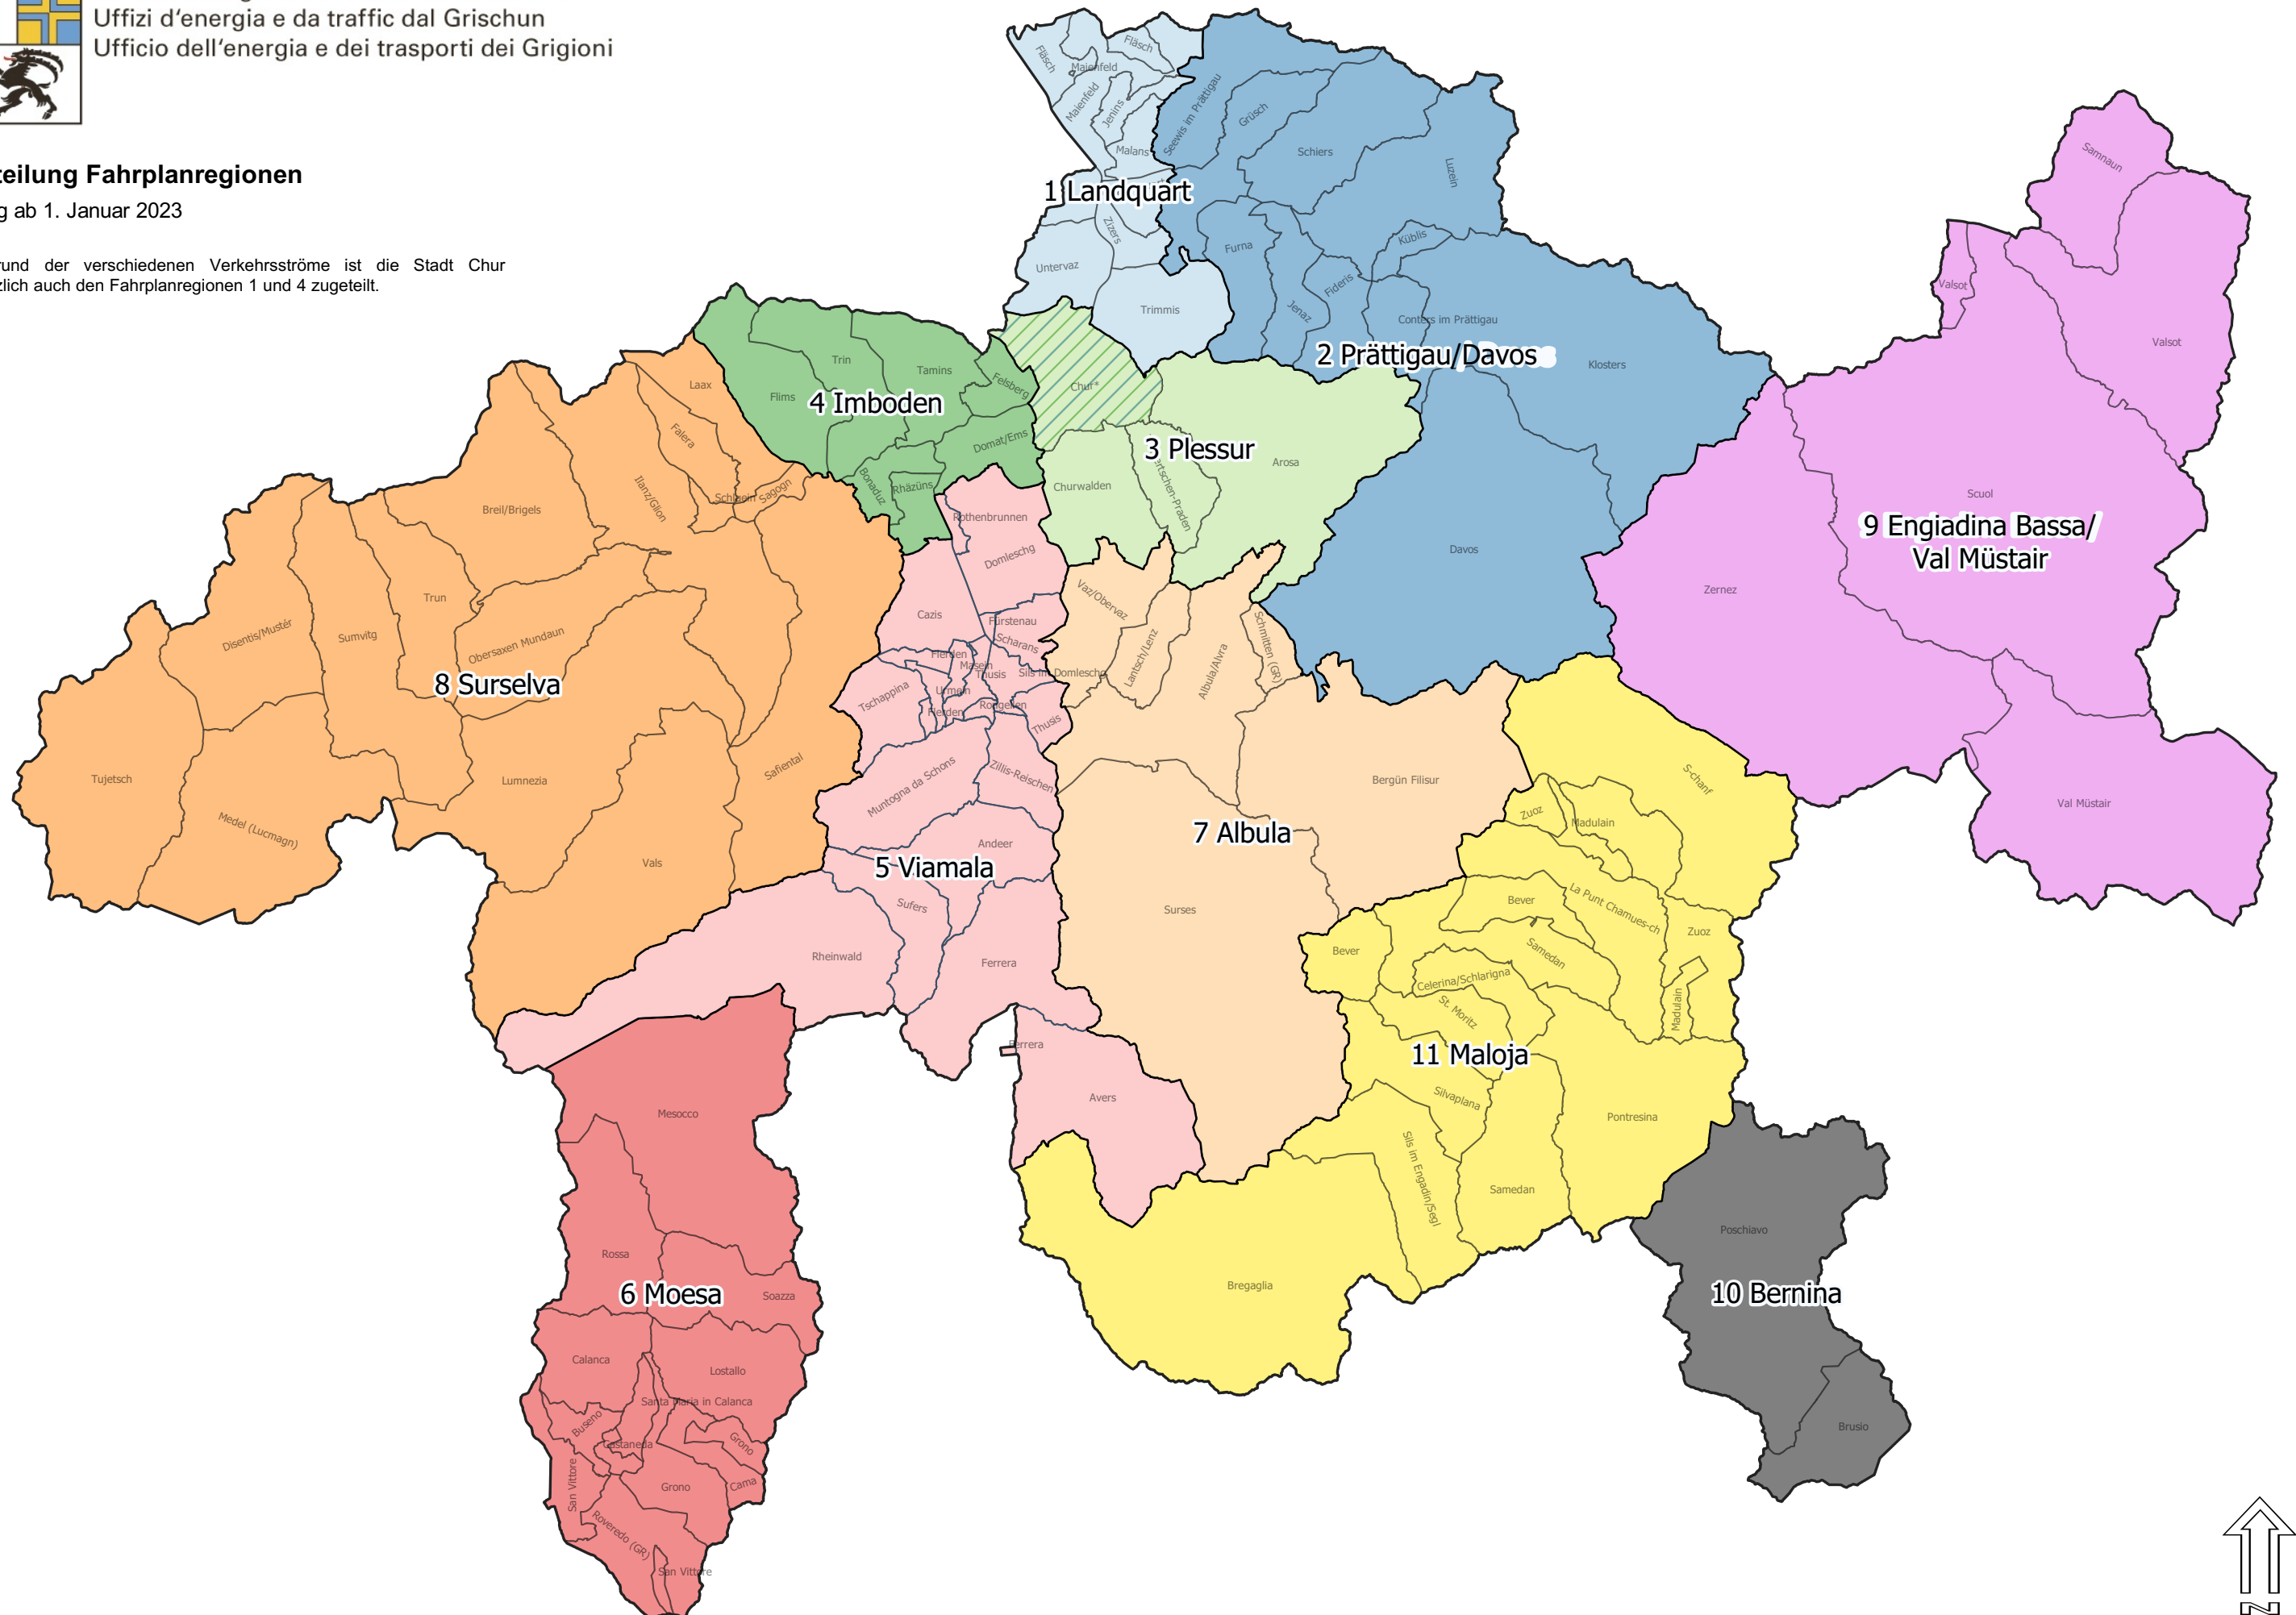 Uffizi d'energia e da traffic dal Grischun
Ufficio dell'energia e dei trasporti dei Grigioni
teilung Fahrplanregionen
g ab 1. Januar 2023
rund der verschiedenen Verkehrsströme ist die Stadt Chur
zlich auch den Fahrplanregionen 1 und 4 zugeteilt.
Fläsch
Fläsch
Maienfeld
Maienfeld
Jenins
Malans
1 Landquart
Zizers
Untervaz
Trimmis
Seewis im Prättigau
Grüsch
Schiers
Luzein
Furna
Küblis
Fideris
Jenaz
Conters im Prättigau
2 Prättigau/Davos
Klosters
Davos
Samnaun
Valsot
Valsot
Scuol
9 Engiadina Bassa/
Val Müstair
Zernez
Val Müstair
Trin
Tamins
Felsberg
Flims
4 Imboden
Domat/Ems
Bonaduz
Rhäzüns
Chur*
3 Plessur
Arosa
Churwalden
ertschen-Praden
Laax
Falera
Ilanz/Glion
Schluein
Sagogn
Breil/Brigels
Trun
Sumvitg
Disentis/Mustér
Obersaxen Mundaun
8 Surselva
Tujetsch
Medel (Lucmagn)
Lumnezia
Vals
Safiental
Rothenbrunnen
Domleschg
Cazis
Fürstenau
Scharans
Flerden
Masein
Thusis
Sils im Domleschg
Tschappina
Urmein
Flerden
Rongellen
Thusis
Muntogna da Schons
Zillis-Reischen
Andeer
5 Viamala
Sufers
Rheinwald
Ferrera
Ferrera
Avers
Vaz/Obervaz
Lantsch/Lenz
Albula/Alvra
Schmitten (GR)
Bergün Filisur
7 Albula
Surses
S-chanf
Zuoz
Madulain
La Punt Chamues-ch
Bever
Zuoz
Bever
Samedan
Celerina/Schlarigna
St. Moritz
Madulain
11 Maloja
Silvaplana
Pontresina
Sils im Engadin/Segl
Samedan
Bregaglia
Poschiavo
10 Bernina
Brusio
Mesocco
Rossa
6 Moesa
Soazza
Calanca
Lostallo
Santa Maria in Calanca
Buseno
Castaneda
Grono
San Vittore
Grono
Cama
Roveredo (GR)
San Vittore
N